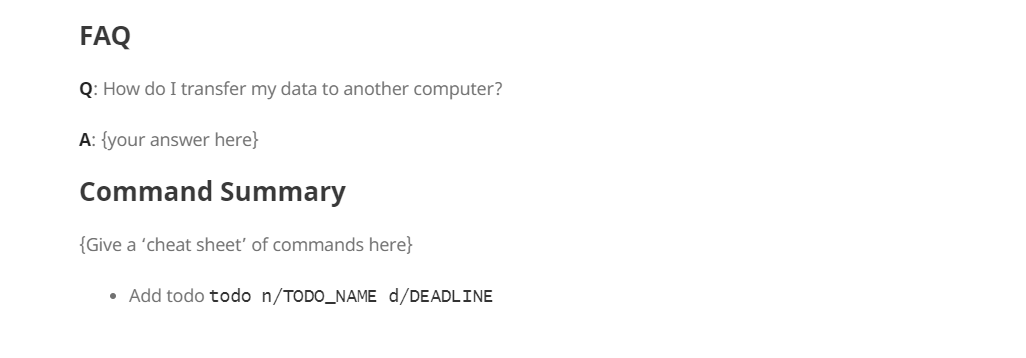 FAQ
Q: How do I transfer my data to another computer?
A: {your answer here}
Command Summary
{Give a ‘cheat sheet’ of commands here}
• Add todo todo n/TODO_NAME d/DEADLINE